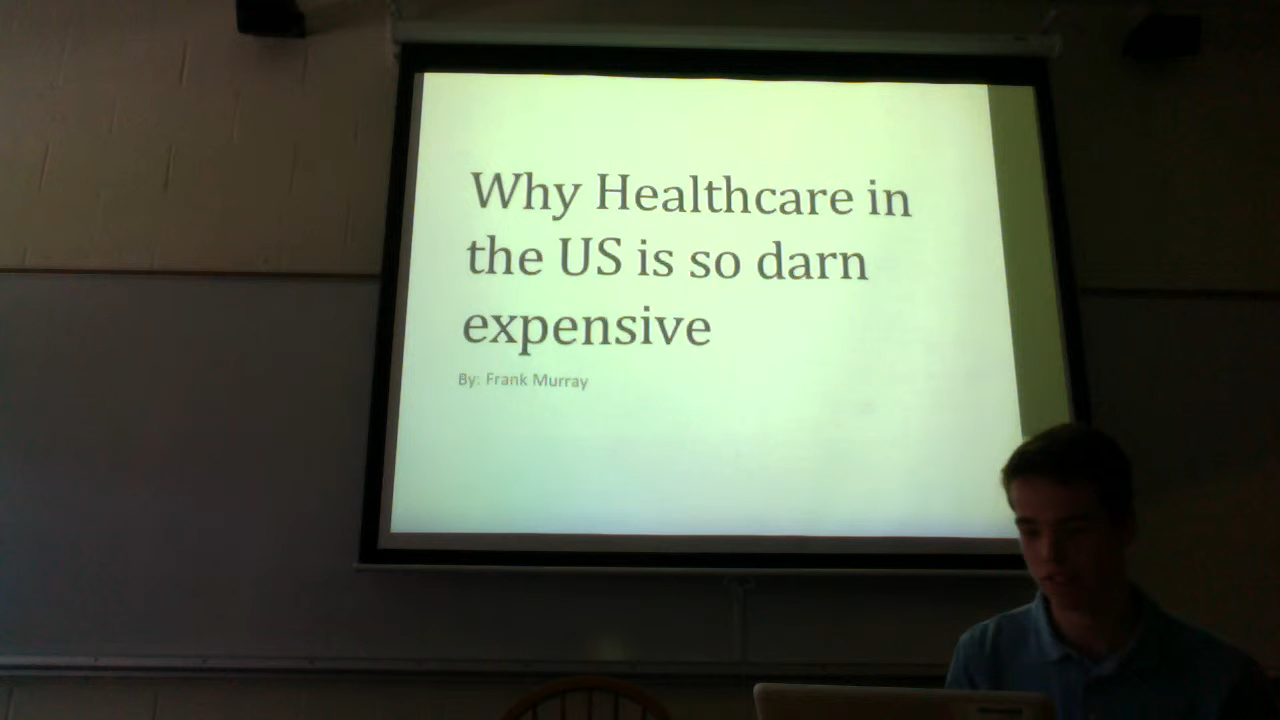 Why Healthcare in
the US is so darn
expensive
By: Frank Murray